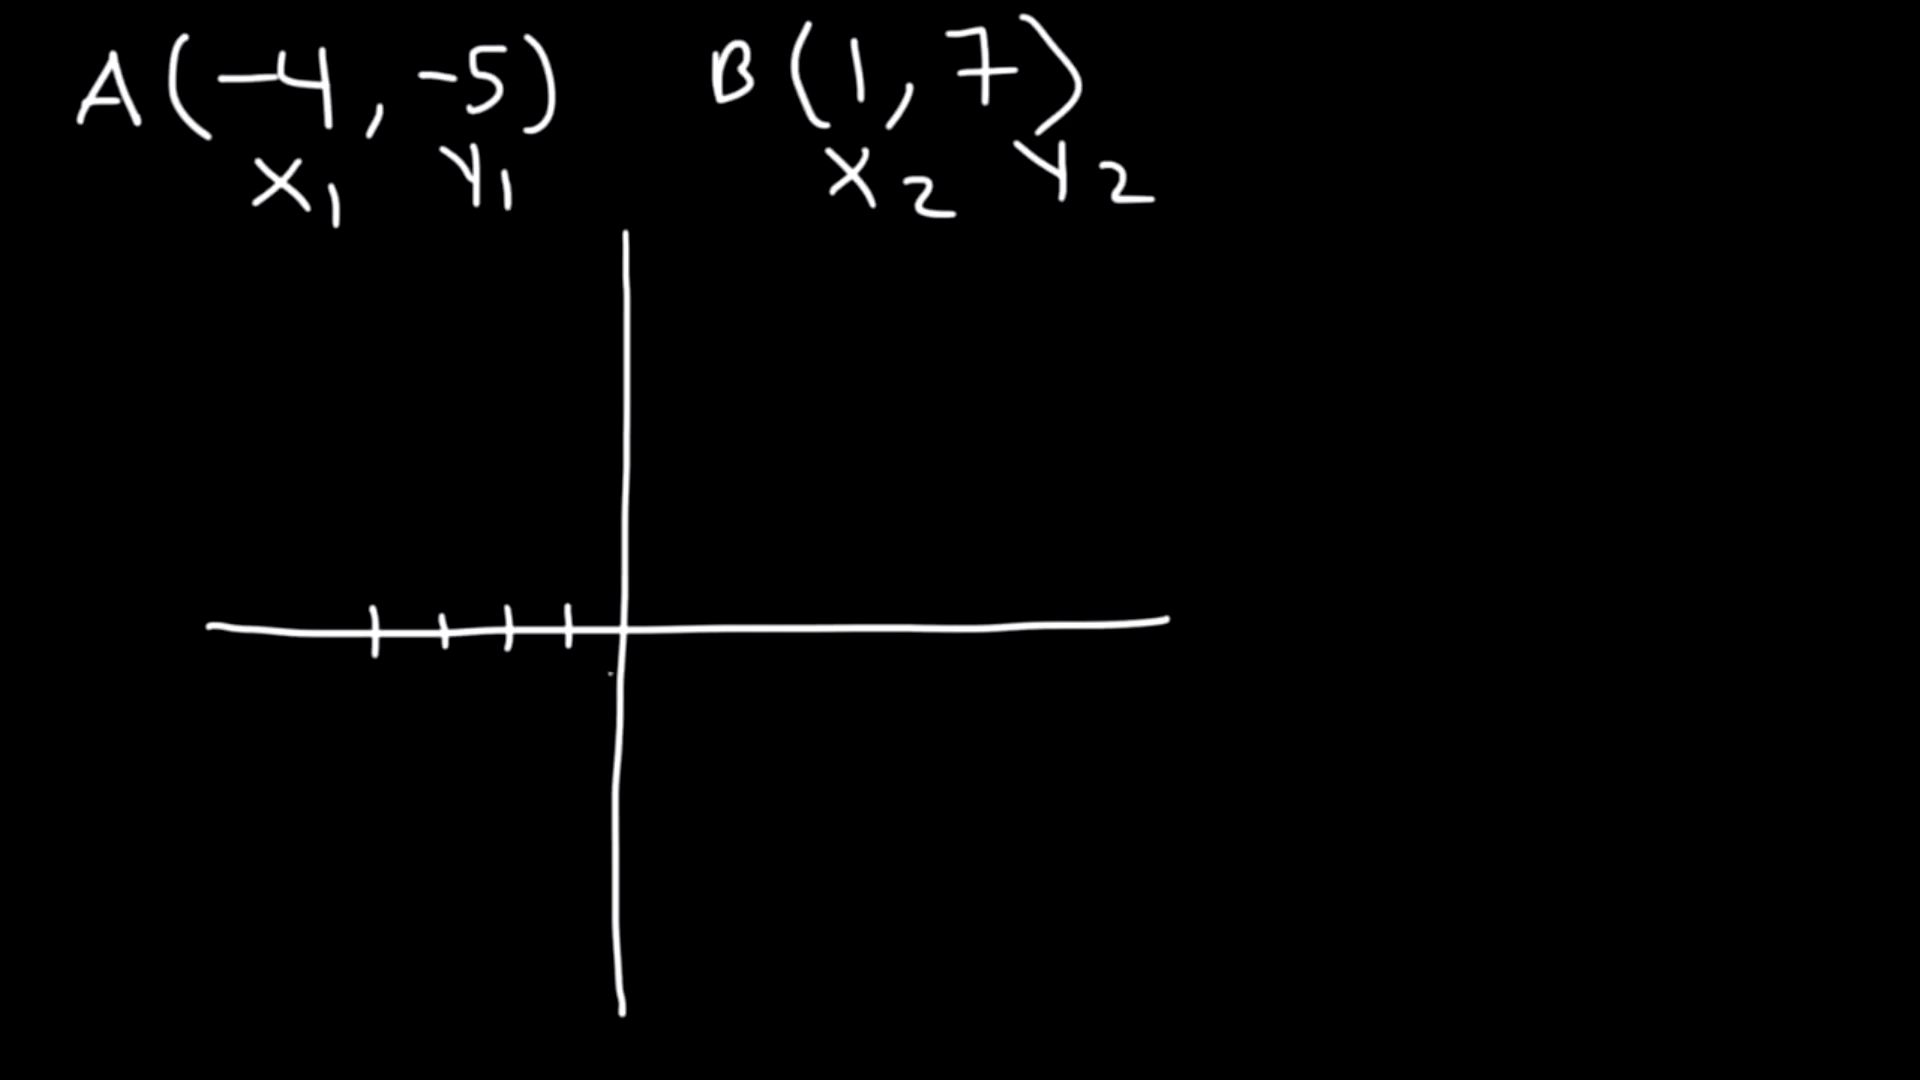 A(-4, -5) B(1, 7)
x₁ y₁ x₂ y₂